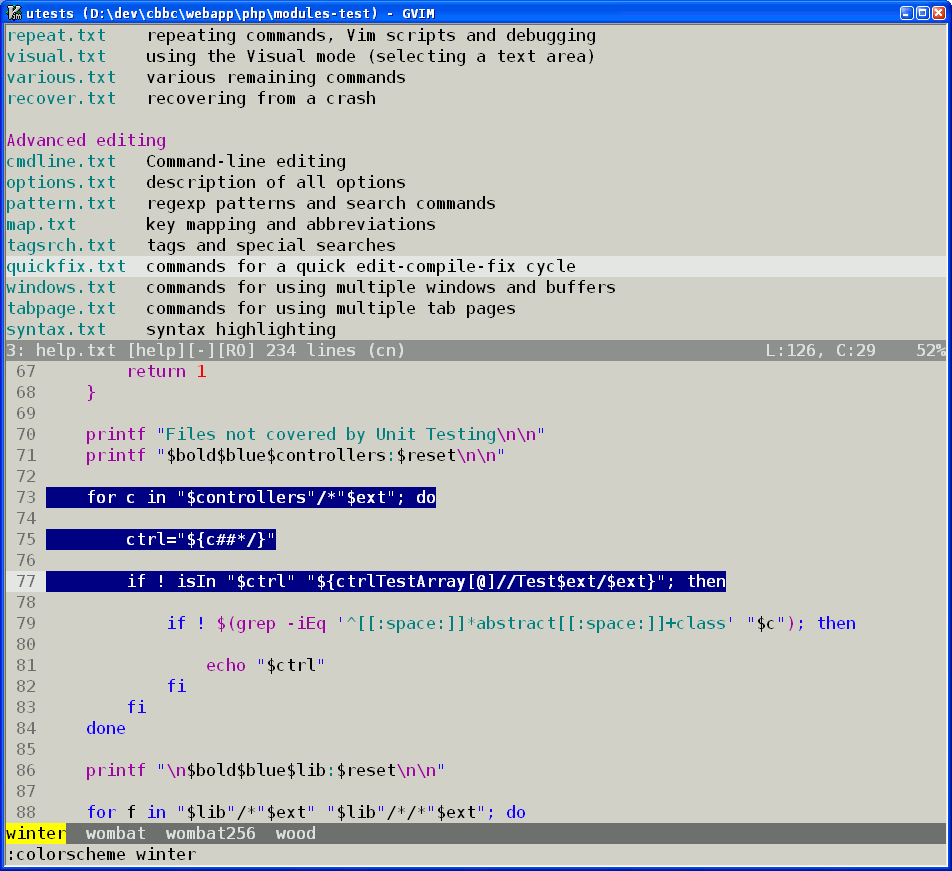 utests (D:\dev\cbbc\webapp\php\modules-test) - GVIM
repeat.txt   repeating commands, Vim scripts and debugging
visual.txt   using the Visual mode (selecting a text area)
various.txt   various remaining commands
recover.txt   recovering from a crash
Advanced editing
cmdline.txt   Command-line editing
options.txt   description of all options
pattern.txt   regexp patterns and search commands
map.txt       key mapping and abbreviations
tagsrch.txt   tags and special searches
quickfix.txt  commands for a quick edit-compile-fix cycle
windows.txt   commands for using multiple windows and buffers
tabpage.txt   commands for using multiple tab pages
syntax.txt    syntax highlighting
3: help.txt [help][-][RO] 234 lines (cn) L:126, C:29 52%
67         return 1
68     }
69
70     printf "Files not covered by Unit Testing\n\n"
71     printf "$bold$blue$controllers:$reset\n\n"
72
73     for c in "$controllers"/*"$ext"; do
74
75         ctrl="${c##*/}"
76
77         if ! isIn "$ctrl" "${ctrlTestArray[@]//Test$ext/$ext}"; then
78
79             if ! $(grep -iEq '^[[:space:]]*abstract[[:space:]]+class' "$c"); then
80
81                 echo "$ctrl"
82             fi
83         fi
84     done
85
86     printf "\n$bold$blue$lib:$reset\n\n"
87
88     for f in "$lib"/*"$ext" "$lib"/*/*"$ext"; do
winter  wombat  wombat256  wood
:colorscheme winter